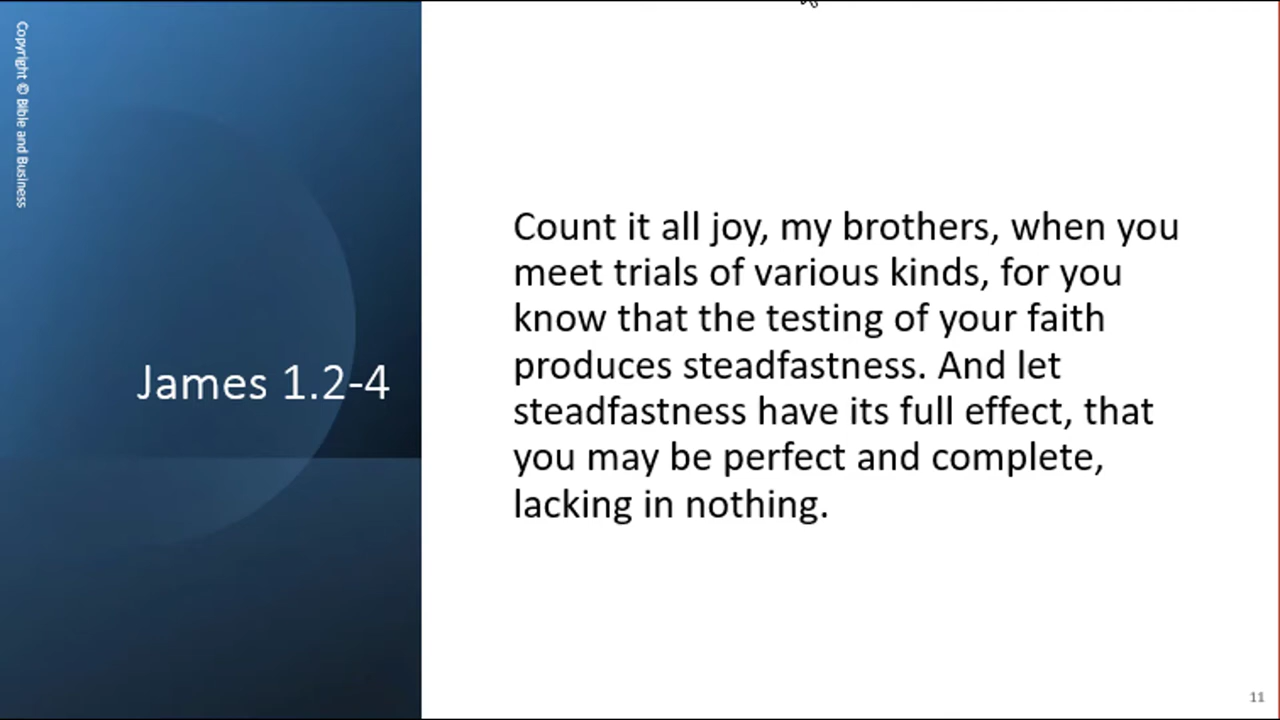 Copyright © Bible and Business
James 1.2-4
Count it all joy, my brothers, when you
meet trials of various kinds, for you
know that the testing of your faith
produces steadfastness. And let
steadfastness have its full effect, that
you may be perfect and complete,
lacking in nothing.
11